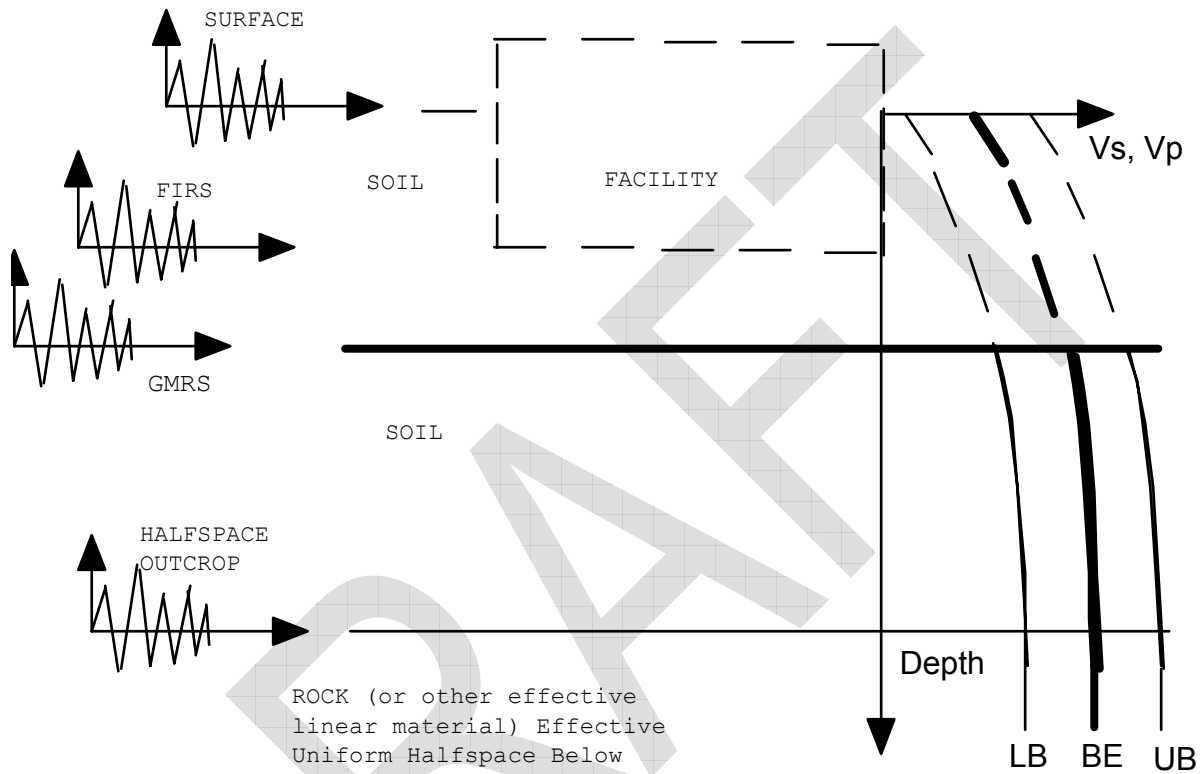 SURFACE
Vs, Vp
FIRS
SOIL
FACILITY
GMRS
SOIL
HALFSPACE
OUTCROP
Depth
ROCK (or other effective
linear material) Effective
Uniform Halfspace Below
LB BE UB
DRAFT